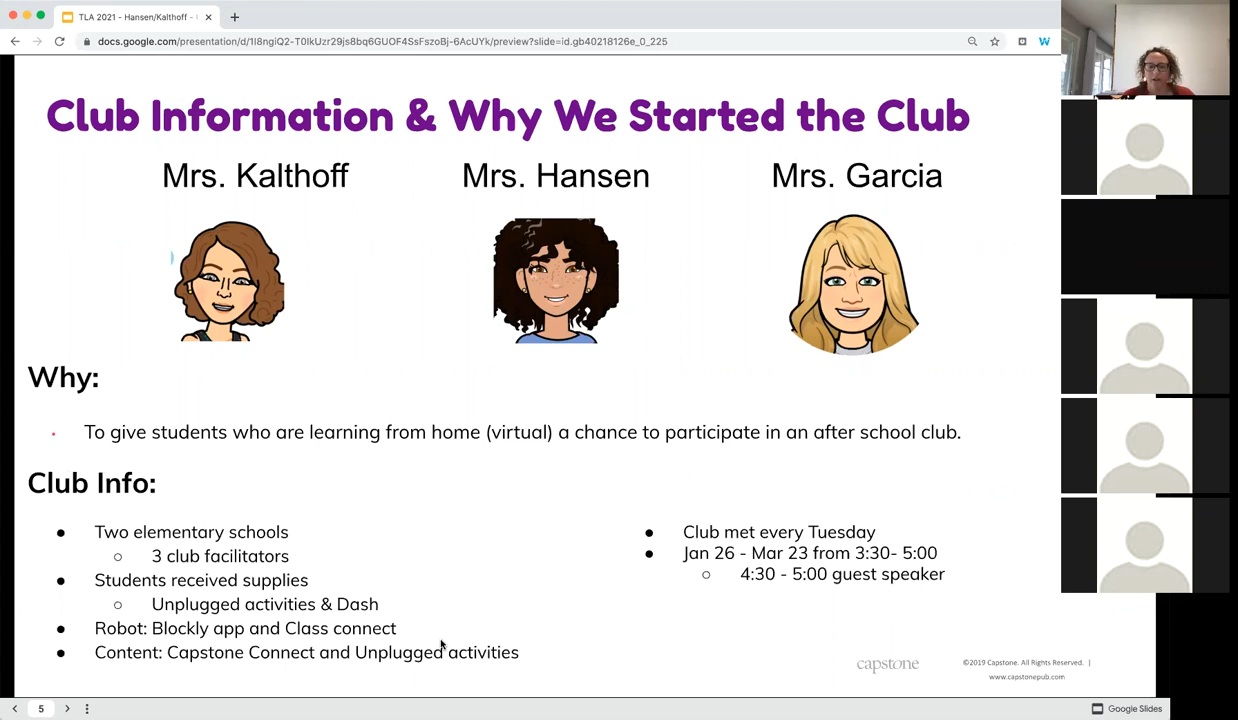 TLA 2021 - Hansen/Kalthoff -
docs.google.com/presentation/d/1I8ngiQ2-T0IkUzr29js8bq6GUOF4SsFszoBj-6AcUYk/preview?slide=id.gb40218126e_0_225
W
Club Information & Why We Started the Club
Mrs. Kalthoff
Mrs. Hansen
Mrs. Garcia
Why:
• To give students who are learning from home (virtual) a chance to participate in an after school club.
Club Info:
● Two elementary schools
○ 3 club facilitators
● Students received supplies
○ Unplugged activities & Dash
● Robot: Blockly app and Class connect
● Content: Capstone Connect and Unplugged activities
● Club met every Tuesday
● Jan 26 - Mar 23 from 3:30- 5:00
○ 4:30 - 5:00 guest speaker
capstone
©2019 Capstone. All Rights Reserved. |
www.capstonepub.com
5
Google Slides